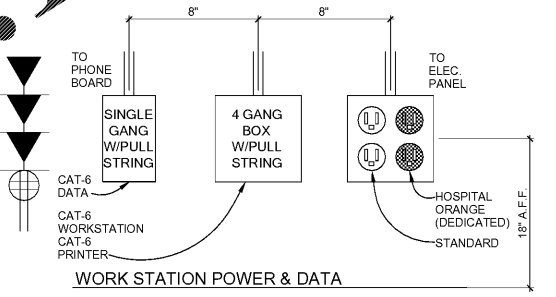 8"
8"
TO
PHONE
BOARD
TO
ELEC.
PANEL
SINGLE
GANG
W/PULL
STRING
4 GANG
BOX
W/PULL
STRING
CAT-6
DATA
CAT-6
WORKSTATION
CAT-6
PRINTER
HOSPITAL
ORANGE
(DEDICATED)
STANDARD
18" A.F.F.
WORK STATION POWER & DATA